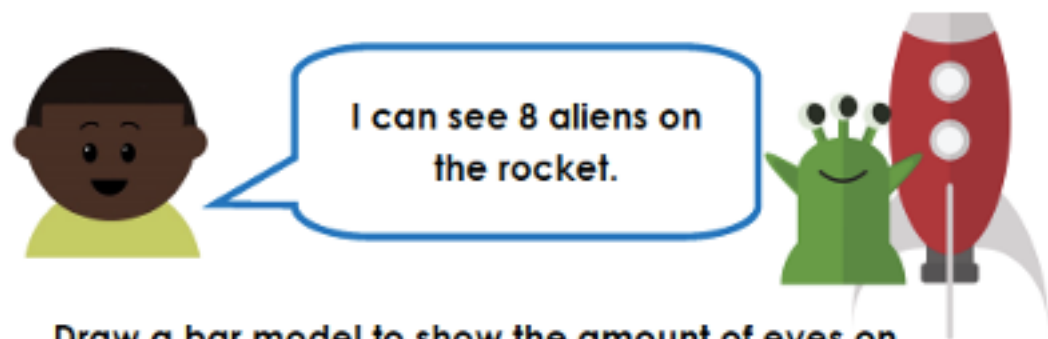 I can see 8 aliens on
the rocket.
Draw a bar model to show the amount of eyes on